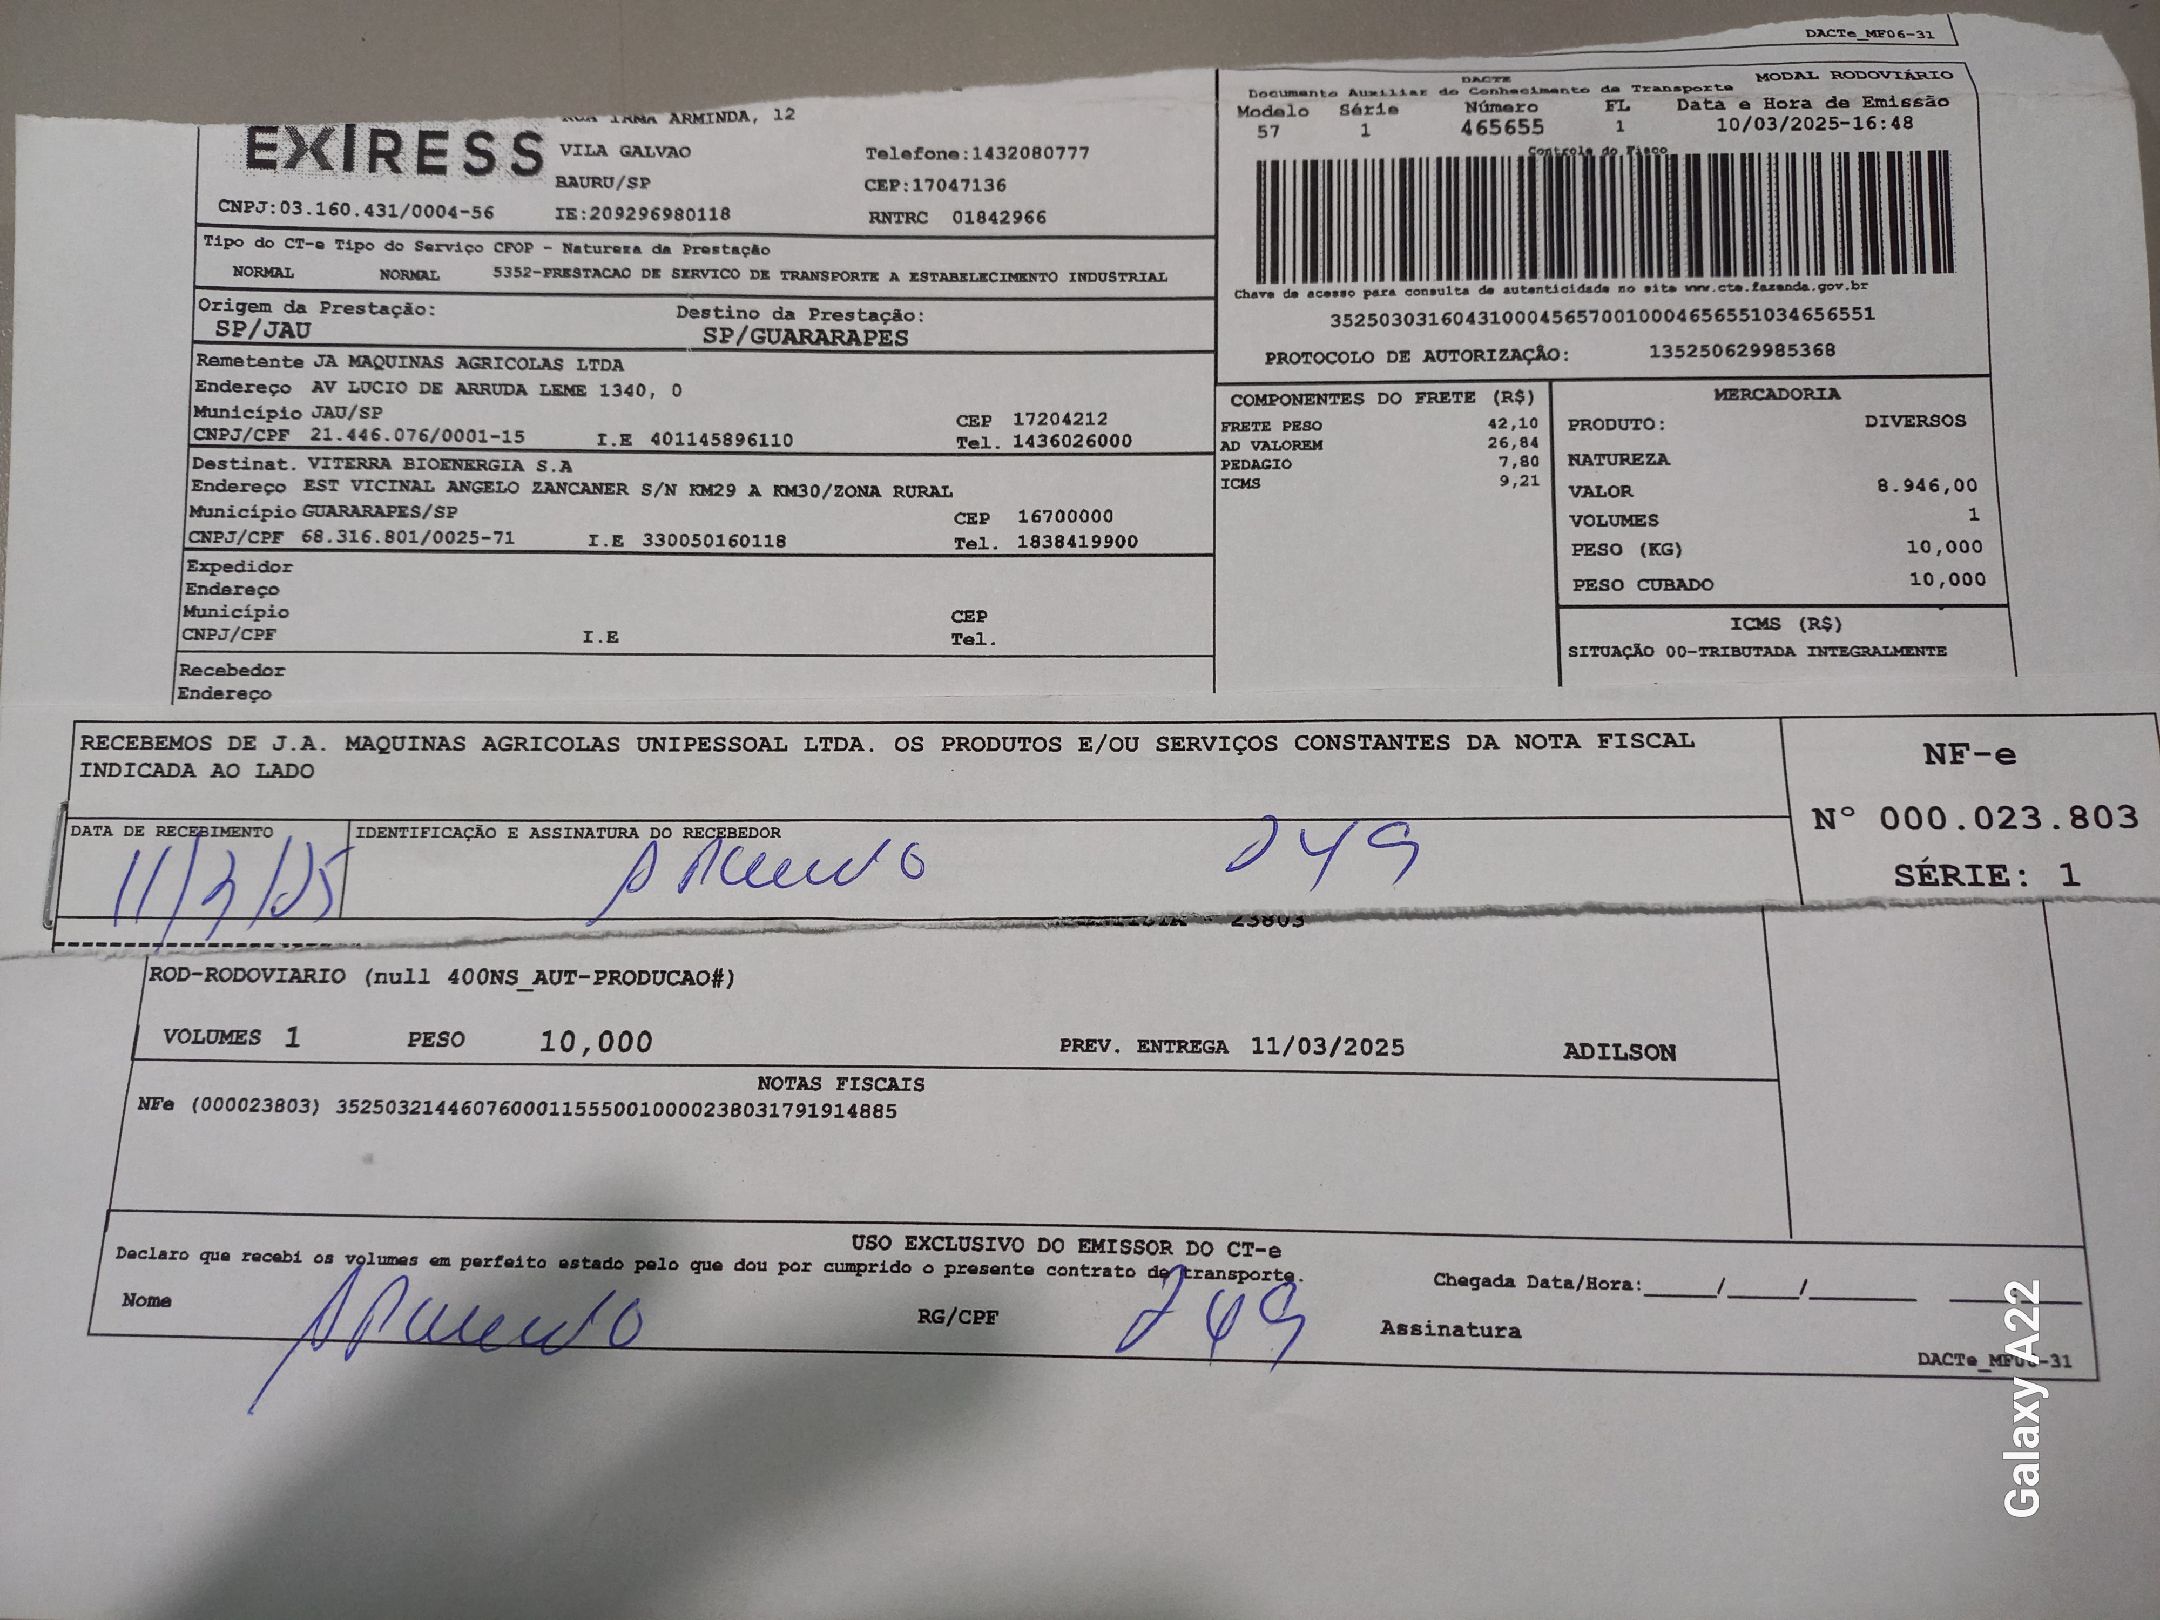 DACTe_MF06-31
ARMINDA, 12
EXIRESS
VILA GALVAO
Telefone:1432080777
BAURU/SP
CEP:17047136
CNPJ:03.160.431/0004-56
IE:209296980118
RNTRC 01842966
DACTE
MODAL RODOVIÁRIO
Documento Auxiliar do Conhecimento de Transporte
Modelo Série Número FL Data e Hora de Emissão
57 1 465655 1 10/03/2025-16:48
Controle do Fisco
Chave de acesso para consulta de autenticidade no site www.cte.fazenda.gov.br
35250303160431000456570010004656551034656551
PROTOCOLO DE AUTORIZAÇÃO: 135250629985368
Tipo do CT-e Tipo do Serviço CFOP - Natureza da Prestação
NORMAL NORMAL 5352-PRESTACAO DE SERVICO DE TRANSPORTE A ESTABELECIMENTO INDUSTRIAL
Origem da Prestação: Destino da Prestação:
SP/JAU SP/GUARARAPES
Remetente JA MAQUINAS AGRICOLAS LTDA
Endereço AV LUCIO DE ARRUDA LEME 1340, 0
Município JAU/SP CEP 17204212
CNPJ/CPF 21.446.076/0001-15 I.E 401145896110 Tel. 1436026000
Destinat. VITERRA BIOENERGIA S.A
Endereço EST VICINAL ANGELO ZANCANER S/N KM29 A KM30/ZONA RURAL
Município GUARARAPES/SP CEP 16700000
CNPJ/CPF 68.316.801/0025-71 I.E 330050160118 Tel. 1838419900
Expedidor
Endereço
Município CEP
CNPJ/CPF I.E Tel.
Recebedor
Endereço
COMPONENTES DO FRETE (R$)
FRETE PESO 42,10
AD VALOREM 26,84
PEDAGIO 7,80
ICMS 9,21
MERCADORIA
PRODUTO: DIVERSOS
NATUREZA
VALOR 8.946,00
VOLUMES 1
PESO (KG) 10,000
PESO CUBADO 10,000
ICMS (R$)
SITUAÇÃO 00-TRIBUTADA INTEGRALMENTE
RECEBEMOS DE J.A. MAQUINAS AGRICOLAS UNIPESSOAL LTDA. OS PRODUTOS E/OU SERVIÇOS CONSTANTES DA NOTA FISCAL
INDICADA AO LADO
NF-e
Nº 000.023.803
SÉRIE: 1
DATA DE RECEBIMENTO IDENTIFICAÇÃO E ASSINATURA DO RECEBEDOR
11/3/25 249
23803
ROD-RODOVIARIO (null 400NS_AUT-PRODUCAO#)
VOLUMES 1 PESO 10,000 PREV. ENTREGA 11/03/2025 ADILSON
NOTAS FISCAIS
NFe (000023803) 35250321446076000115550010000238031791914885
USO EXCLUSIVO DO EMISSOR DO CT-e
Declaro que recebi os volumes em perfeito estado pelo que dou por cumprido o presente contrato de transporte.
Chegada Data/Hora:_____/_____/_______
Nome RG/CPF 249 Assinatura
DACTe_MF06-31
Galaxy A22